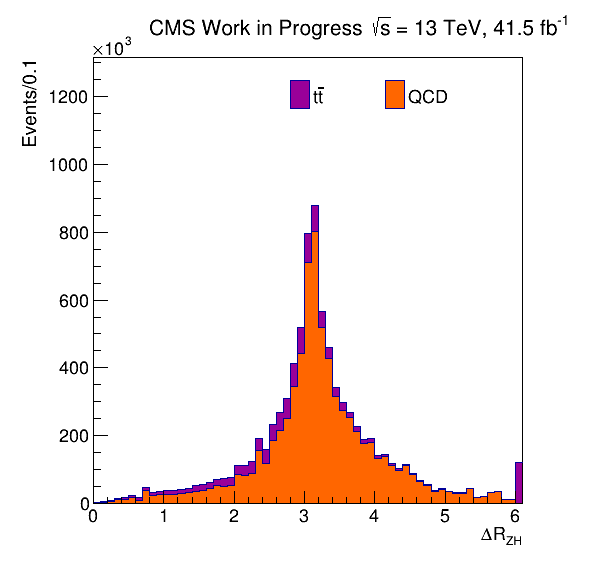 CMS Work in Progress √s = 13 TeV, 41.5 fb⁻¹
×10³
Events/0.1
tt̄
QCD
1200
1000
800
600
400
200
0
0 1 2 3 4 5 6
ΔR_ZH